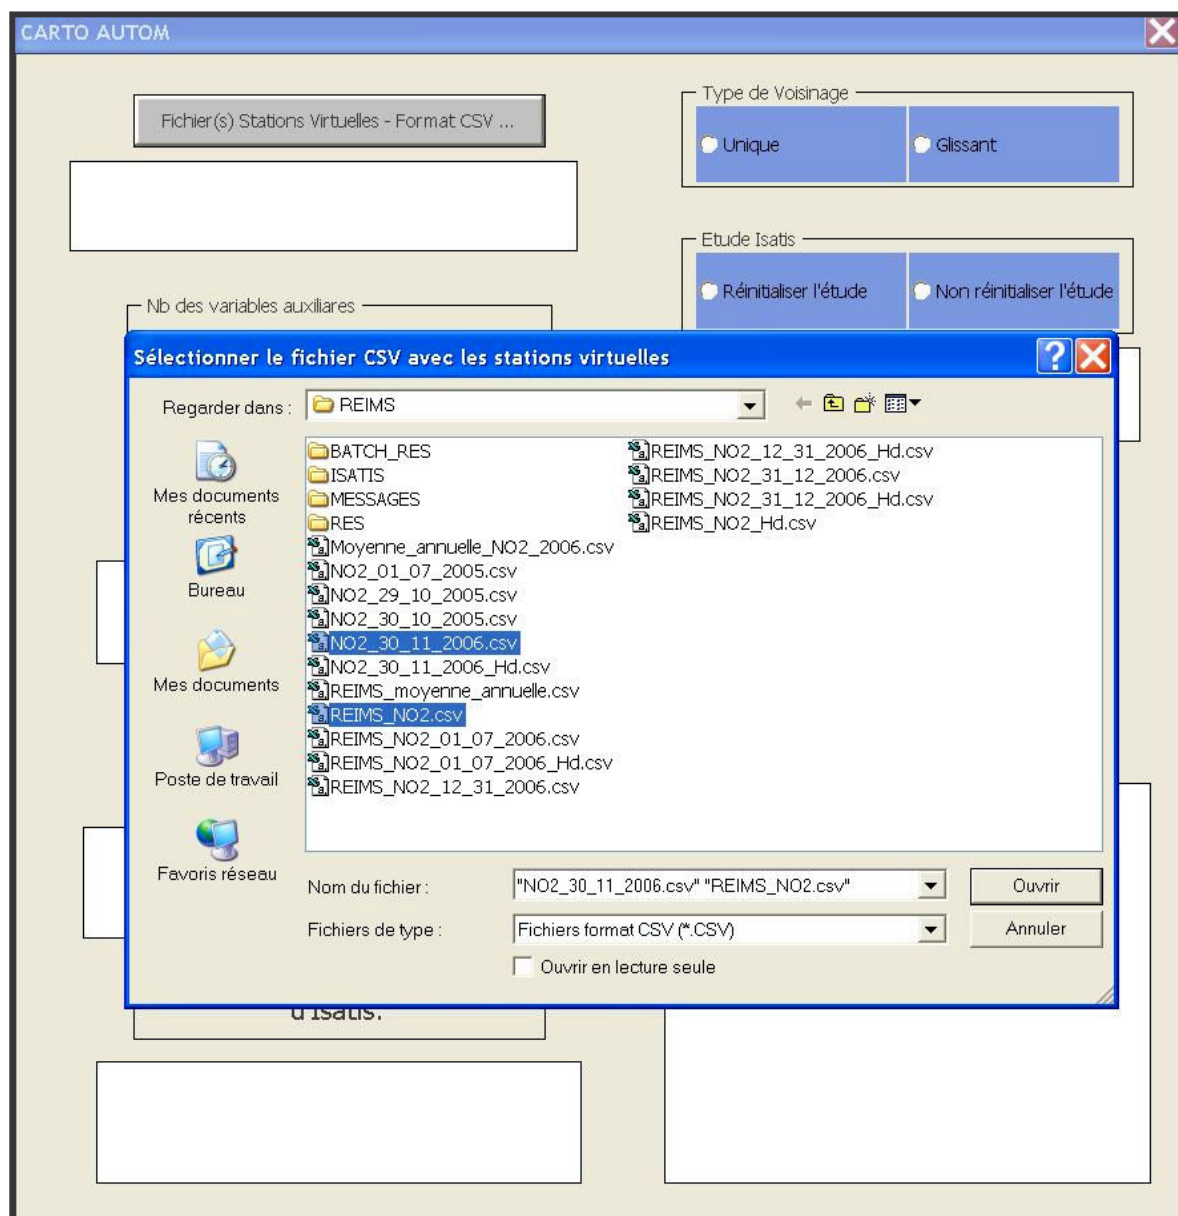 CARTO AUTOM
Fichier(s) Stations Virtuelles - Format CSV ...
Type de Voisinage
Unique
Glissant
Etude Isatis
Réinitialiser l'étude
Non réinitialiser l'étude
Nb des variables auxiliares
Sélectionner le fichier CSV avec les stations virtuelles
Regarder dans :
REIMS
Mes documents
récents
Bureau
Mes documents
Poste de travail
Favoris réseau
BATCH_RES
ISATIS
MESSAGES
RES
Moyenne_annuelle_NO2_2006.csv
NO2_01_07_2005.csv
NO2_29_10_2005.csv
NO2_30_10_2005.csv
NO2_30_11_2006.csv
NO2_30_11_2006_Hd.csv
REIMS_moyenne_annuelle.csv
REIMS_NO2.csv
REIMS_NO2_01_07_2006.csv
REIMS_NO2_01_07_2006_Hd.csv
REIMS_NO2_12_31_2006.csv
REIMS_NO2_12_31_2006_Hd.csv
REIMS_NO2_31_12_2006.csv
REIMS_NO2_31_12_2006_Hd.csv
REIMS_NO2_Hd.csv
Nom du fichier :
"NO2_30_11_2006.csv" "REIMS_NO2.csv"
Ouvrir
Fichiers de type :
Fichiers format CSV (*.CSV)
Annuler
Ouvrir en lecture seule
d'Isatis.